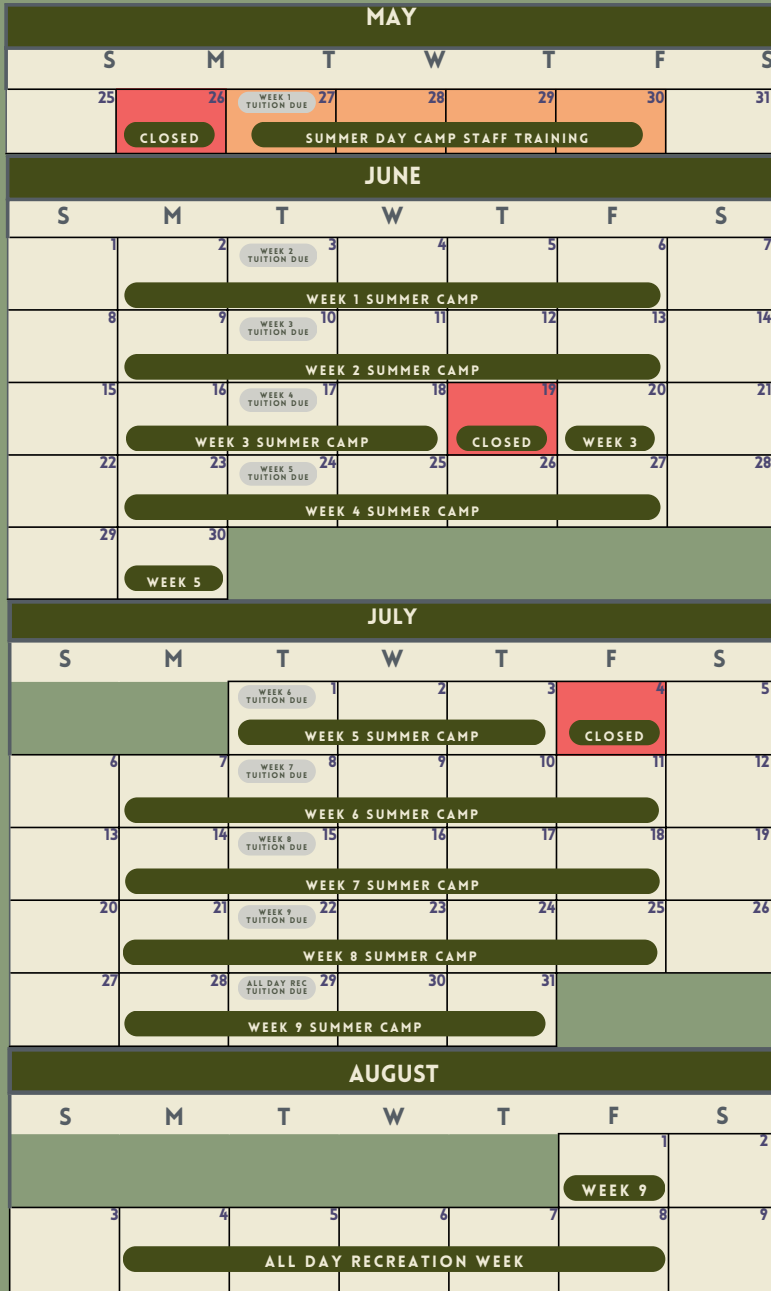 MAY
S M T W T F S
25 26 WEEK 1 27 28 29 30 31
TUITION DUE
CLOSED SUMMER DAY CAMP STAFF TRAINING
JUNE
S M T W T F S
1 2 WEEK 2 3 4 5 6 7
TUITION DUE
WEEK 1 SUMMER CAMP
8 9 WEEK 3 10 11 12 13 14
TUITION DUE
WEEK 2 SUMMER CAMP
15 16 WEEK 4 17 18 19 20 21
TUITION DUE
WEEK 3 SUMMER CAMP CLOSED WEEK 3
22 23 WEEK 5 24 25 26 27 28
TUITION DUE
WEEK 4 SUMMER CAMP
29 30
WEEK 5
JULY
S M T W T F S
WEEK 6 1 2 3 4 5
TUITION DUE
WEEK 5 SUMMER CAMP CLOSED
6 7 WEEK 7 8 9 10 11 12
TUITION DUE
WEEK 6 SUMMER CAMP
13 14 WEEK 8 15 16 17 18 19
TUITION DUE
WEEK 7 SUMMER CAMP
20 21 WEEK 9 22 23 24 25 26
TUITION DUE
WEEK 8 SUMMER CAMP
27 28 ALL DAY REC 29 30 31
TUITION DUE
WEEK 9 SUMMER CAMP
AUGUST
S M T W T F S
1 2
WEEK 9
3 4 5 6 7 8 9
ALL DAY RECREATION WEEK